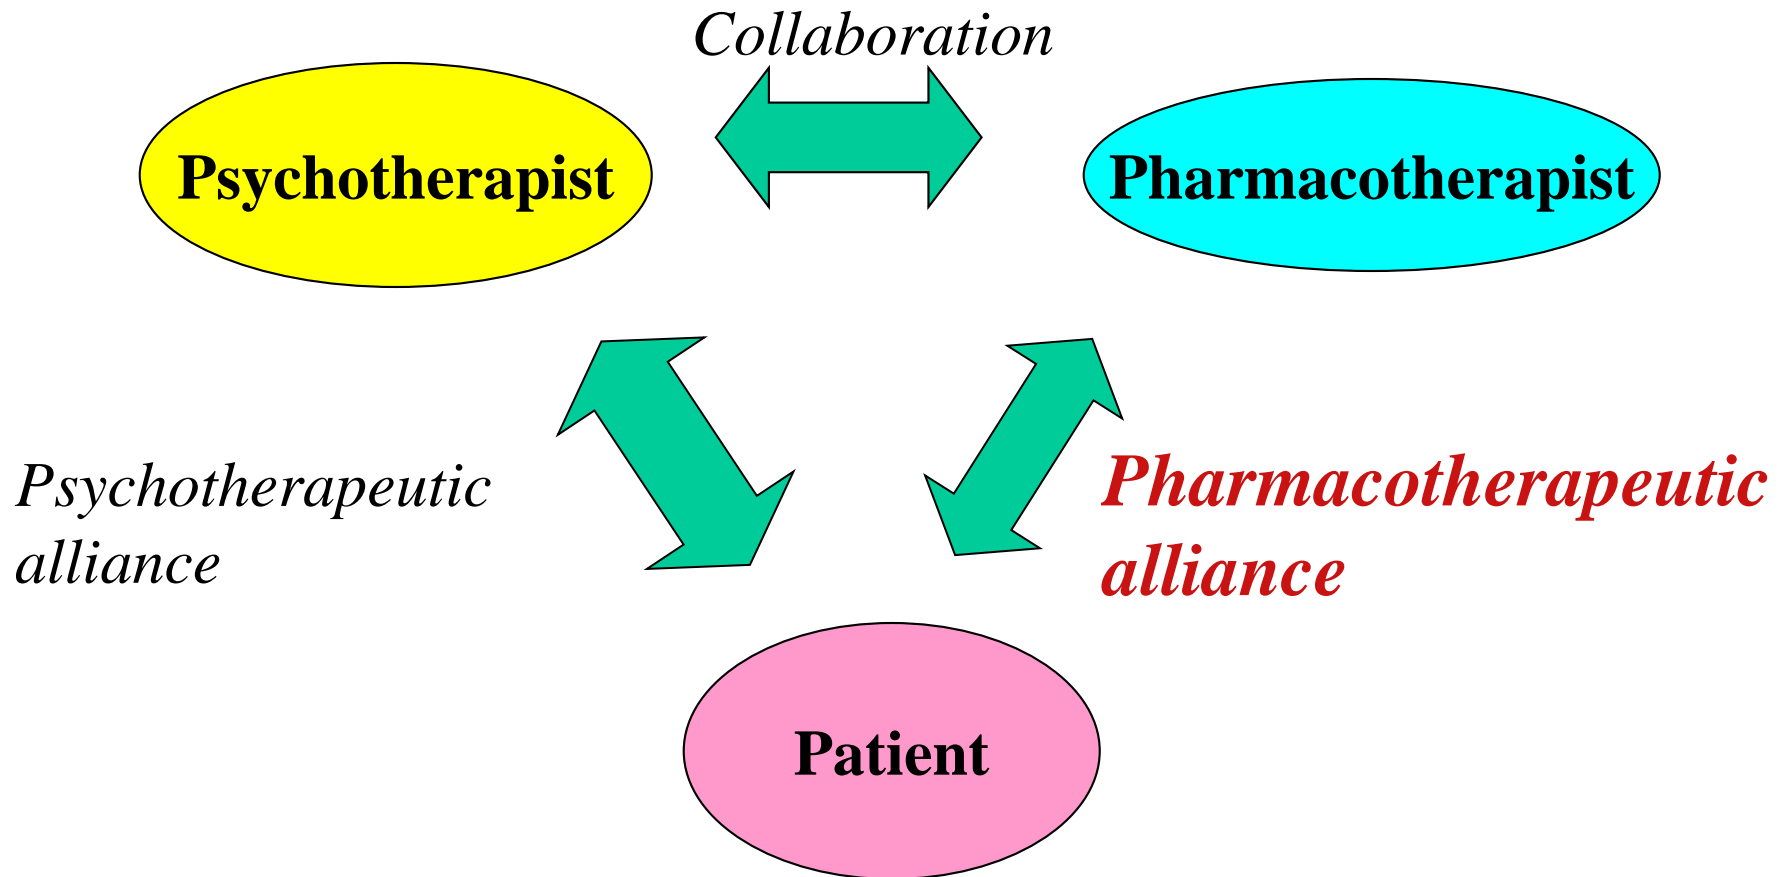 Collaboration
Psychotherapist
Pharmacotherapist
Psychotherapeutic
alliance
Pharmacotherapeutic
alliance
Patient